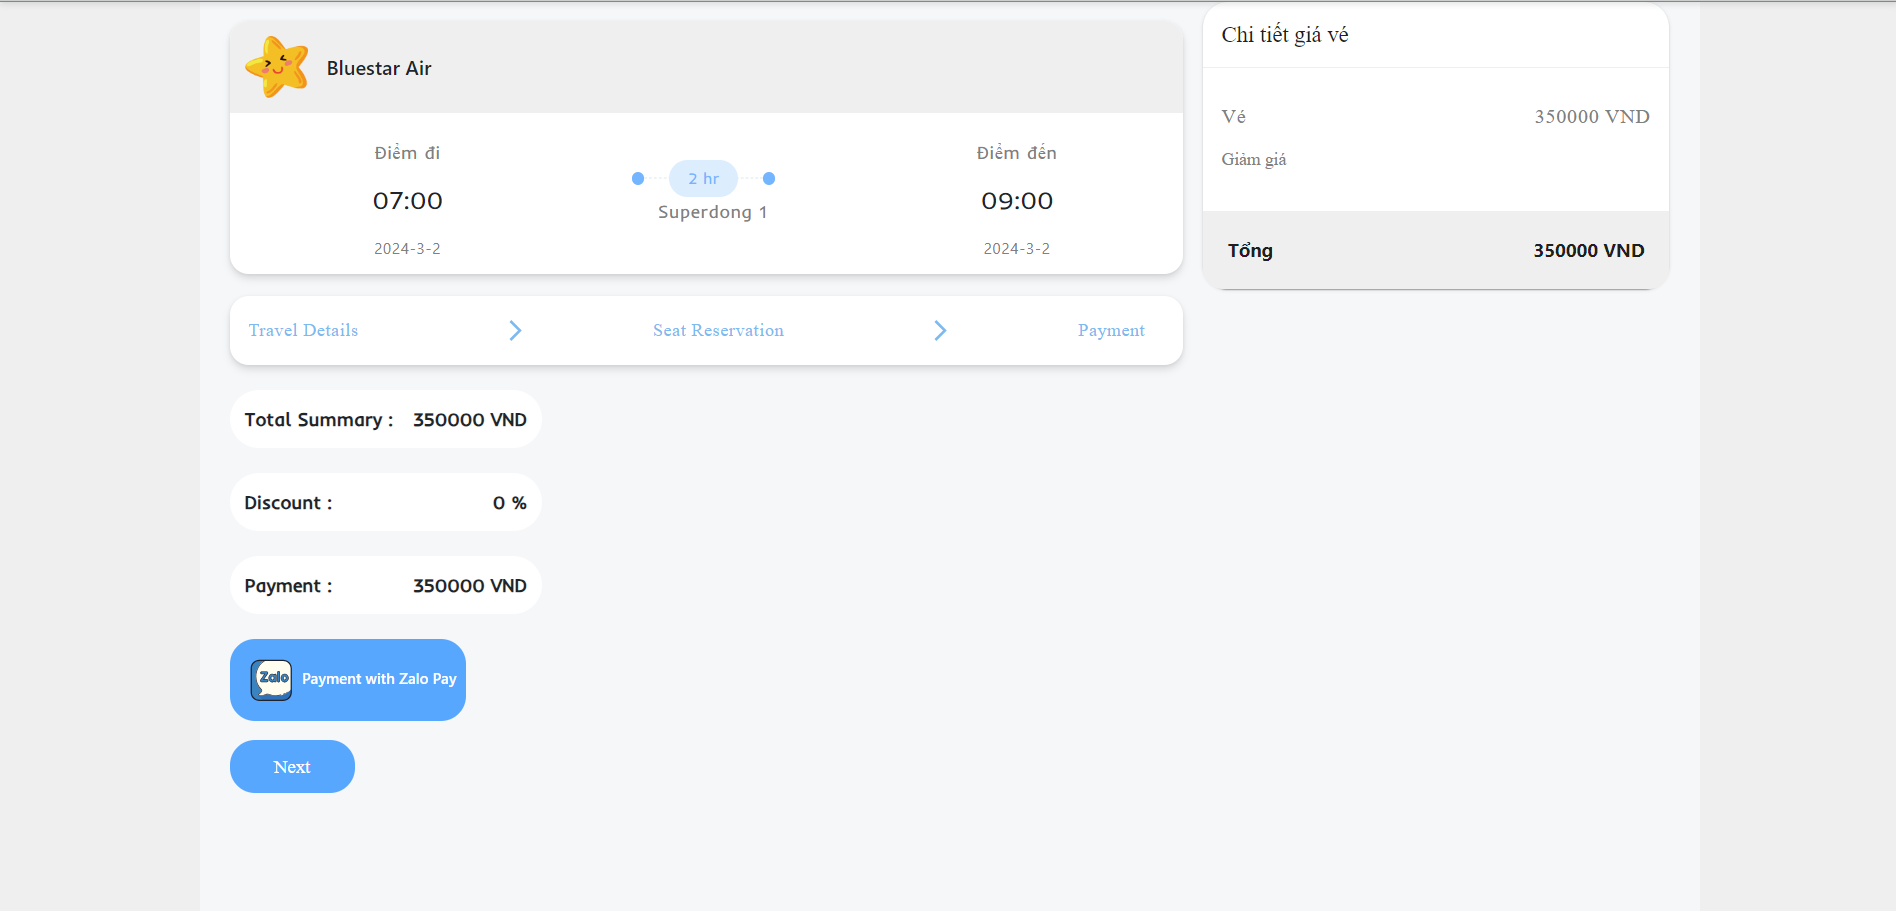 Bluestar Air
Điểm đi
07:00
2024-3-2
2 hr
Superdong 1
Điểm đến
09:00
2024-3-2
Travel Details
Seat Reservation
Payment
Total Summary : 350000 VND
Discount : 0 %
Payment : 350000 VND
Zalo
Payment with Zalo Pay
Next
Chi tiết giá vé
Vé 350000 VND
Giảm giá
Tổng 350000 VND